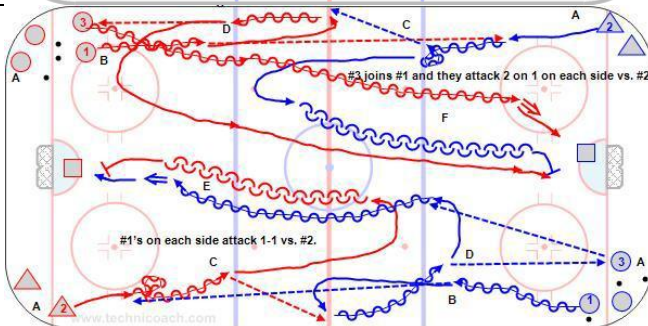 3
D
C
A
2
1
B
A
#3 joins #1 and they attack 2 on 1 on each side vs. #2
F
E
#1's on each side attack 1-1 vs. #2.
C
D
3
A
A
2
B
1
www.technicoach.com